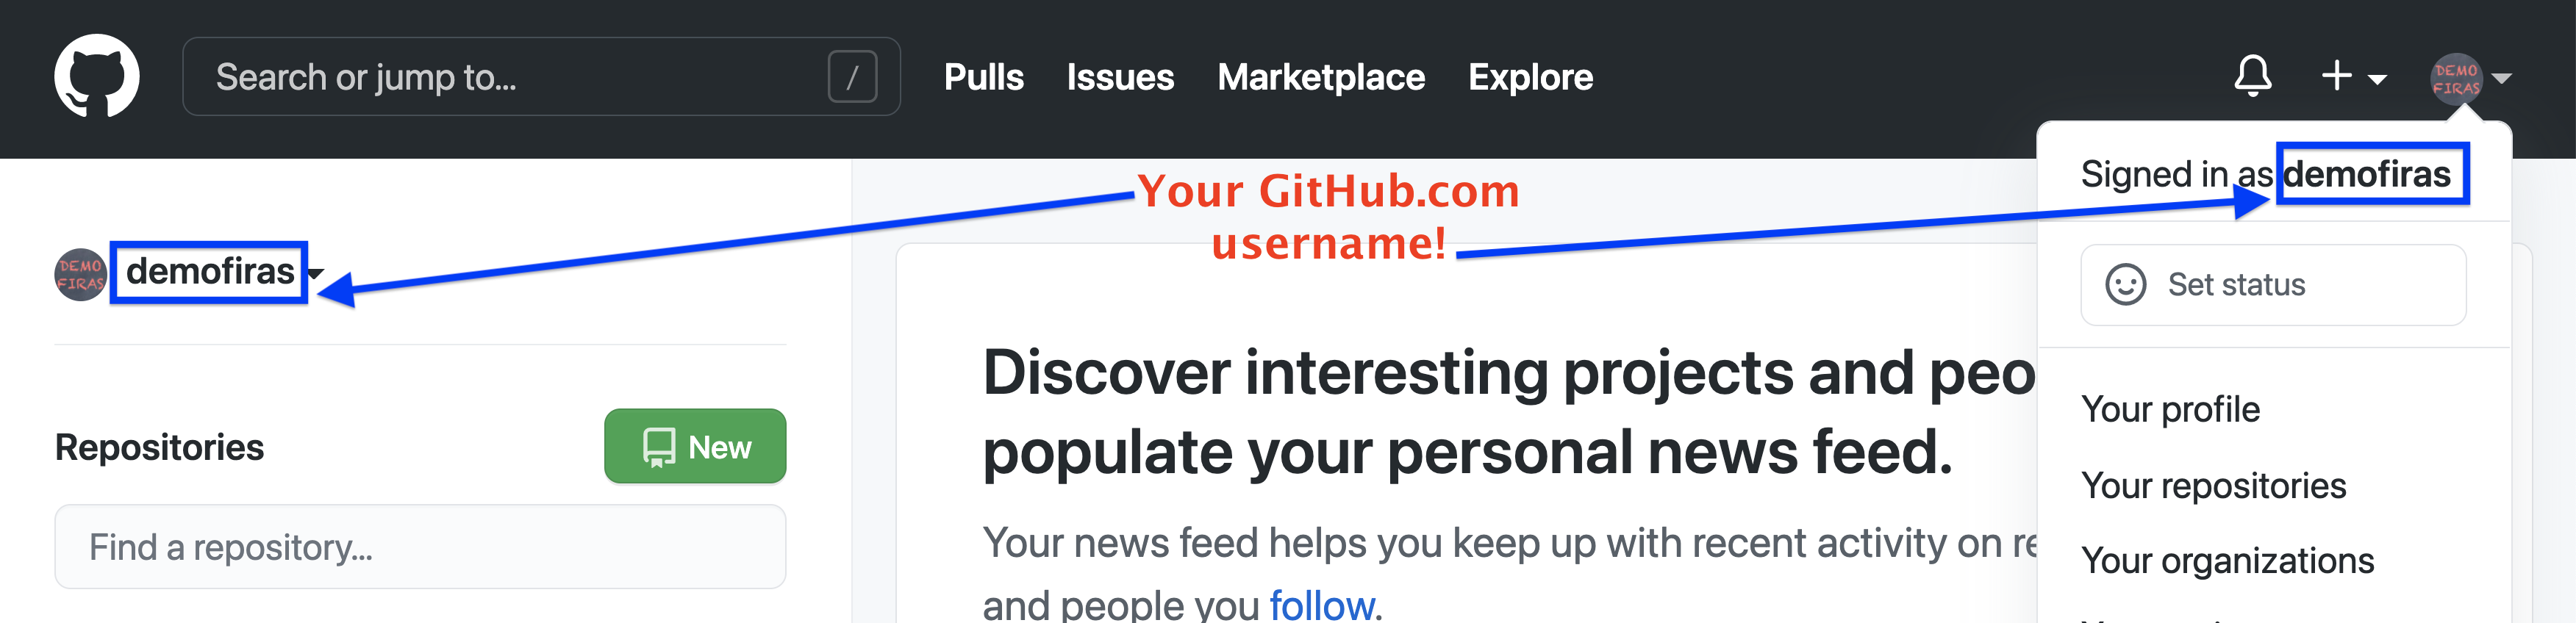 Search or jump to... /
Pulls Issues Marketplace Explore
DEMO
FIRAS
Signed in as demofiras
Your GitHub.com
username!
DEMO
FIRAS
demofiras
Set status
Repositories
New
Find a repository...
Discover interesting projects and peo
populate your personal news feed.
Your news feed helps you keep up with recent activity on re
and people you follow.
Your profile
Your repositories
Your organizations